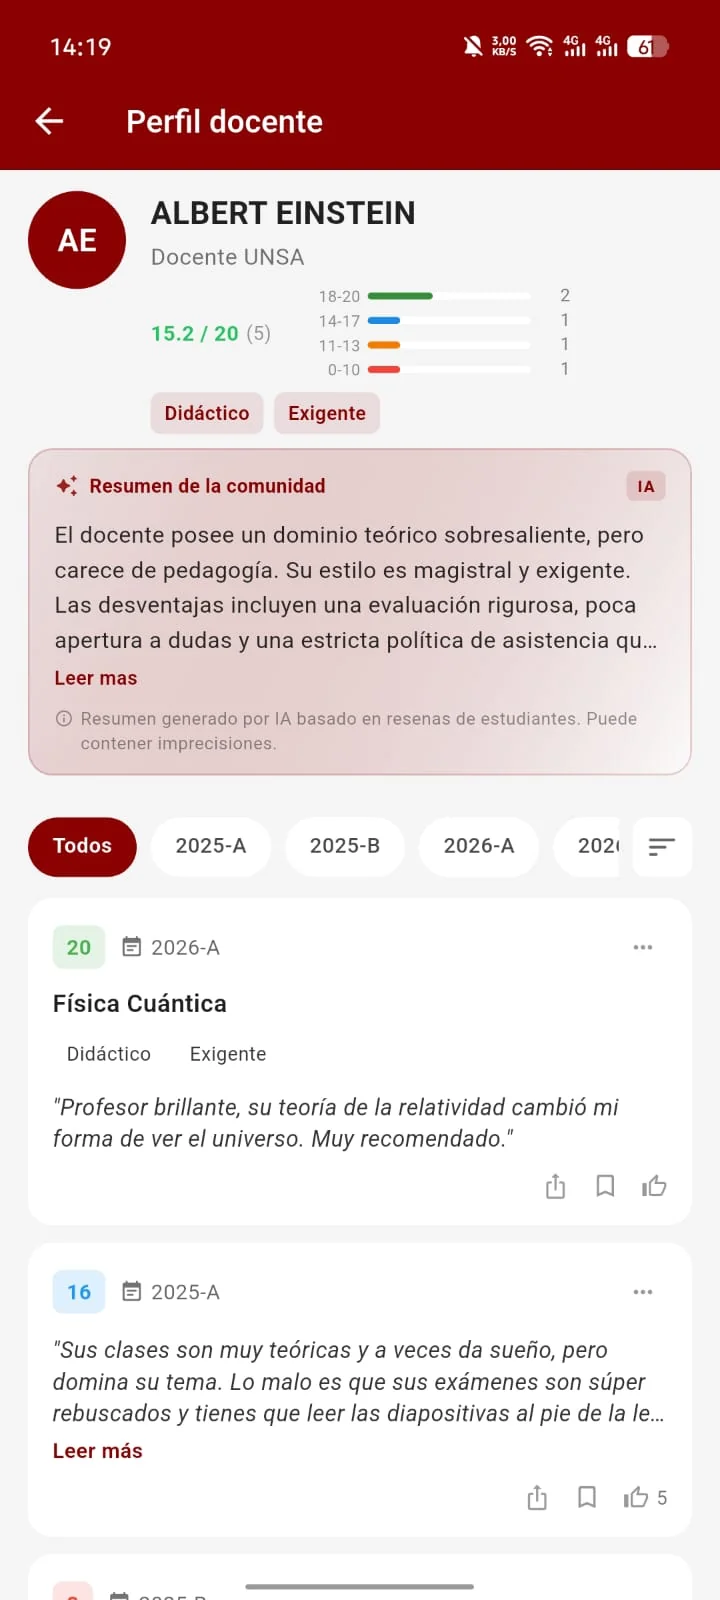 14:19
3,00 KB/S
4G
4G
61
Perfil docente
AE
ALBERT EINSTEIN
Docente UNSA
15.2 / 20 (5)
18-20 2
14-17 1
11-13 1
0-10 1
Didáctico Exigente
Resumen de la comunidad IA
El docente posee un dominio teórico sobresaliente, pero
carece de pedagogía. Su estilo es magistral y exigente.
Las desventajas incluyen una evaluación rigurosa, poca
apertura a dudas y una estricta política de asistencia qu...
Leer mas
Resumen generado por IA basado en resenas de estudiantes. Puede
contener imprecisiones.
Todos 2025-A 2025-B 2026-A 202
20 2026-A
Física Cuántica
Didáctico Exigente
"Profesor brillante, su teoría de la relatividad cambió mi
forma de ver el universo. Muy recomendado."
16 2025-A
"Sus clases son muy teóricas y a veces da sueño, pero
domina su tema. Lo malo es que sus exámenes son súper
rebuscados y tienes que leer las diapositivas al pie de la le...
Leer más
5